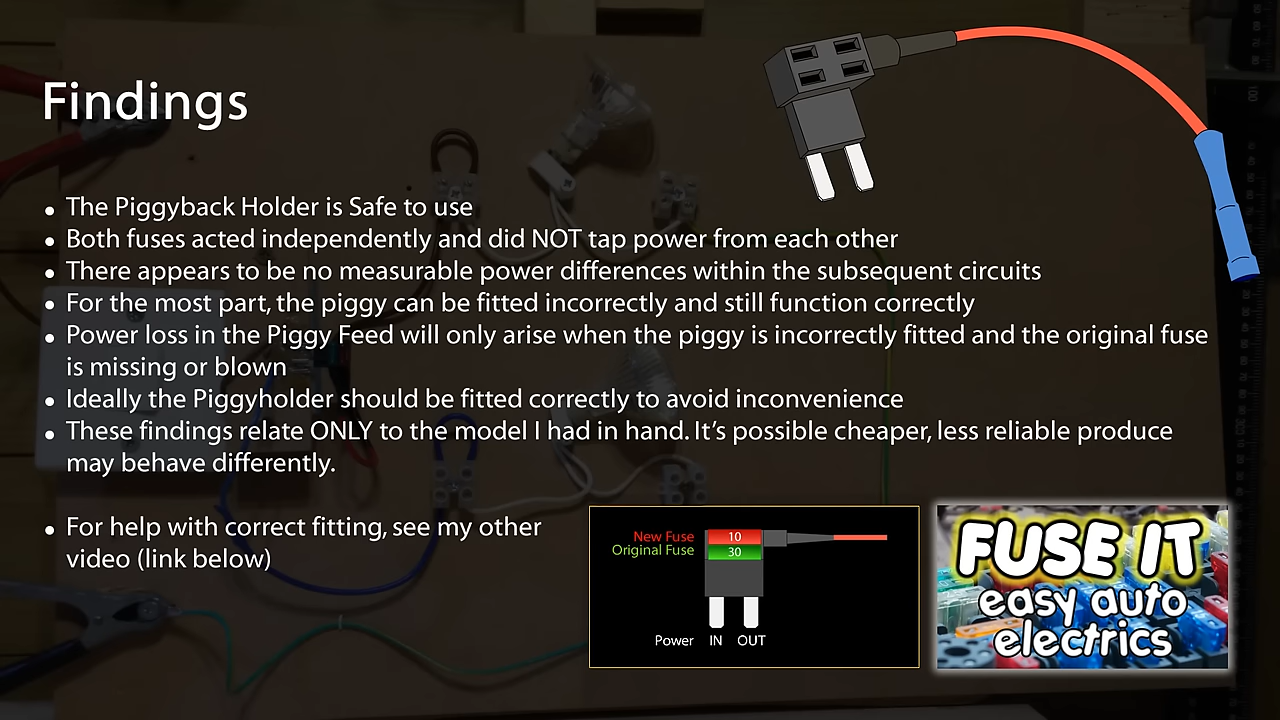 Findings
• The Piggyback Holder is Safe to use
• Both fuses acted independently and did NOT tap power from each other
• There appears to be no measurable power differences within the subsequent circuits
• For the most part, the piggy can be fitted incorrectly and still function correctly
• Power loss in the Piggy Feed will only arise when the piggy is incorrectly fitted and the original fuse
is missing or blown
• Ideally the Piggyholder should be fitted correctly to avoid inconvenience
• These findings relate ONLY to the model I had in hand. It’s possible cheaper, less reliable produce
may behave differently.
• For help with correct fitting, see my other
video (link below)
New Fuse 10
Original Fuse 30
Power IN OUT
FUSE IT
easy auto
electrics